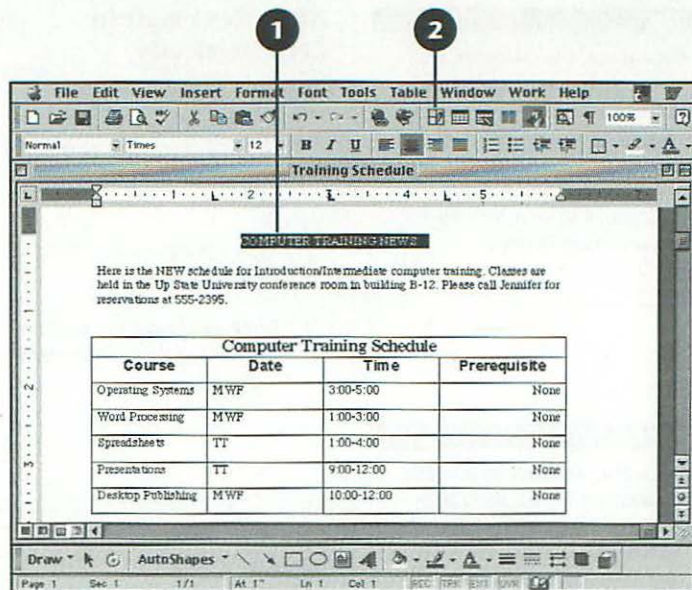 1 2
File Edit View Insert Format Font Tools Table Window Work Help
100%
Normal Times 12 B I U
Training Schedule
1 2 3 4 5
COMPUTER TRAINING NEWS
Here is the NEW schedule for Introduction/Intermediate computer training. Classes are
held in the Up State University conference room in building B-12. Please call Jennifer for
reservations at 555-2395.
Computer Training Schedule
Course Date Time Prerequisite
Operating Systems MWF 3:00-5:00 None
Word Processing MWF 1:00-3:00 None
Spreadsheets TT 1:00-4:00 None
Presentations TT 9:00-12:00 None
Desktop Publishing MWF 10:00-12:00 None
Draw AutoShapes
Page 1 Sec 1 1/1 At 1" Ln 1 Col 1 REC TRK EXT OVR